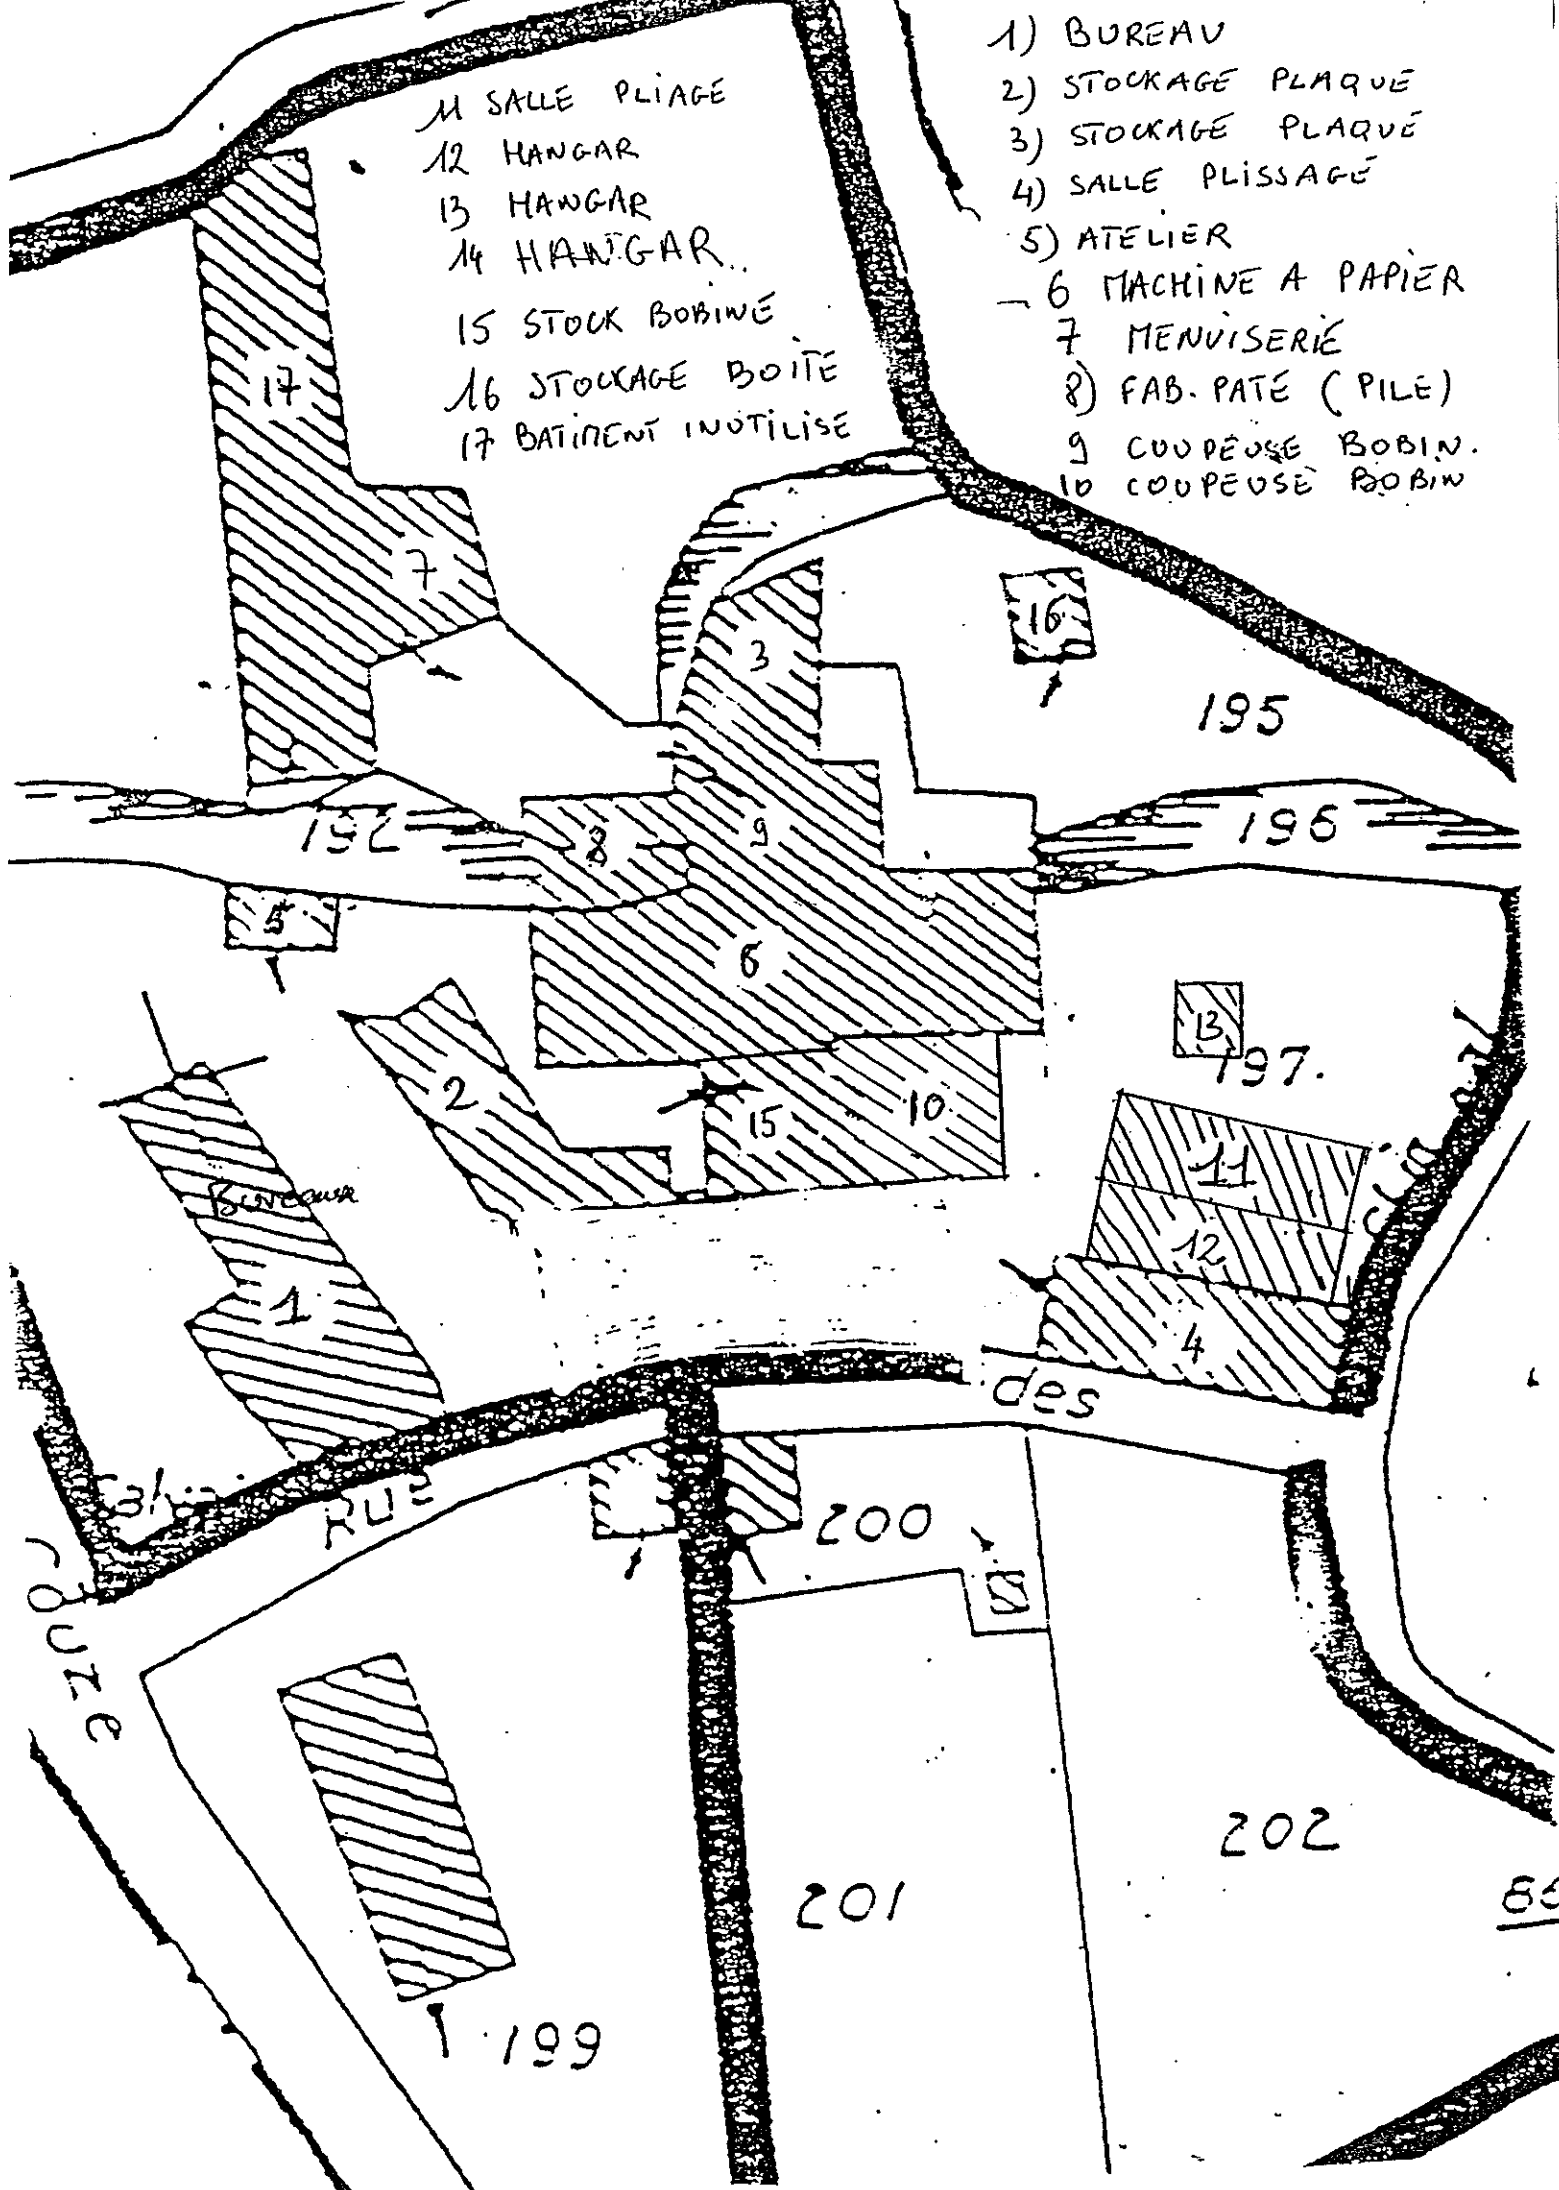 1) BUREAU
2) STOCKAGE PLAQUE
3) STOCKAGE PLAQUE
4) SALLE PLISSAGE
5) ATELIER
6 MACHINE A PAPIER
7 MENUISERIE
8) FAB. PATE (PILE)
9 COUPEUSE BOBIN.
10 COUPEUSE BOBIN
11 SALLE PLIAGE
12 HANGAR
13 HANGAR
14 HANGAR
15 STOCK BOBINE
16 STOCKAGE BOITE
17 BATIMENT INUTILISE
17
7
3
16
195
192
8
9
196
5
6
13
197.
2
15
10
11
12
Bureaux
1
4
des
RUE
200
199
201
202